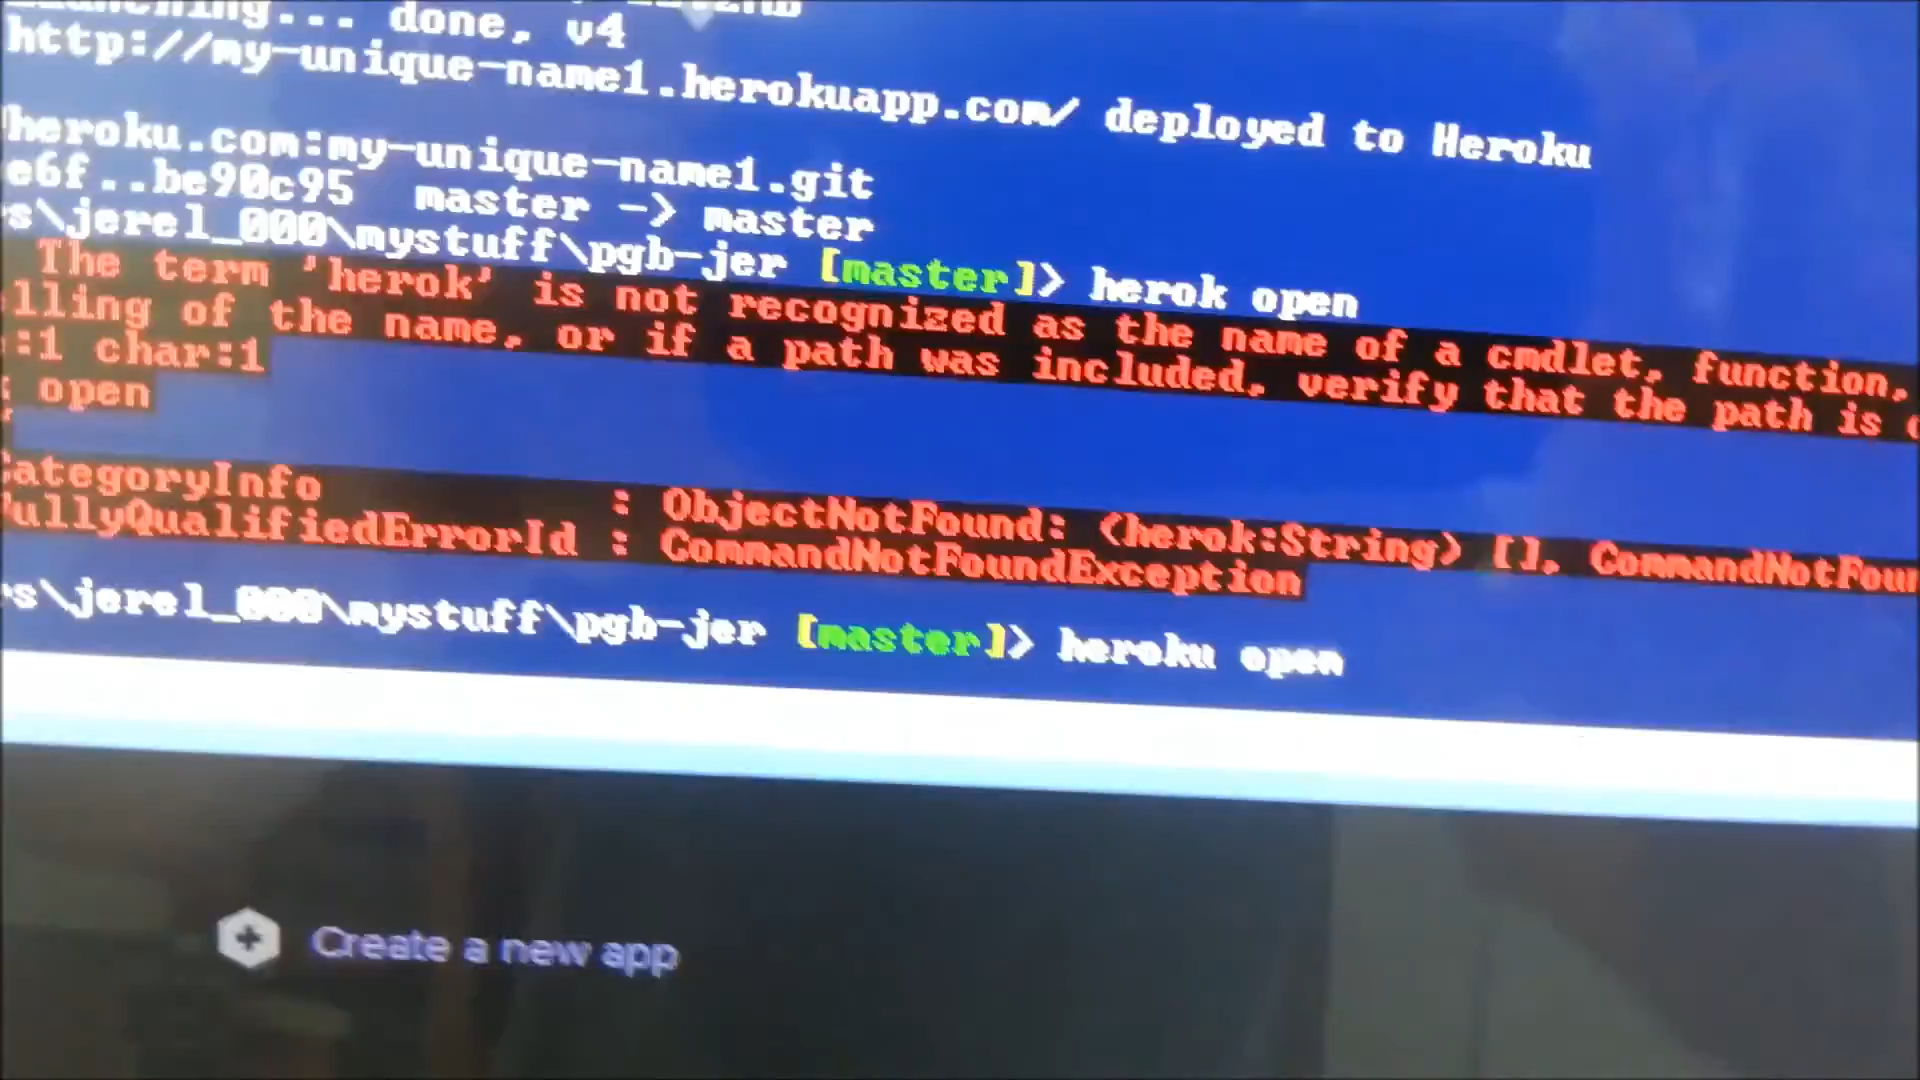 done, v4
http://my-unique-name1.herokuapp.com/ deployed to Heroku
heroku.com:my-unique-name1.git
e6f..be90c95 master -> master
s\jerel_000\mystuff\pgb-jer [master]> herok open
The term 'herok' is not recognized as the name of a cmdlet, function,
lling of the name, or if a path was included, verify that the path is
:1 char:1
open
CategoryInfo : ObjectNotFound: (herok:String) [], CommandNotFoun
FullyQualifiedErrorId : CommandNotFoundException
s\jerel_000\mystuff\pgb-jer [master]> heroku open
Create a new app